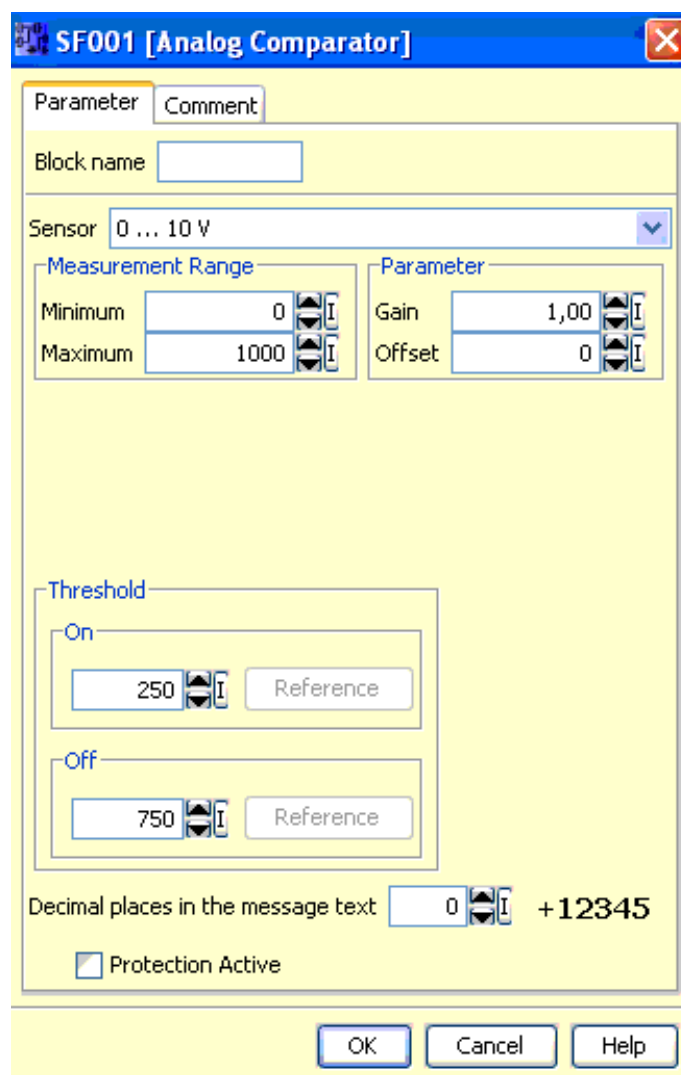 SF001 [Analog Comparator]
Parameter Comment
Block name
Sensor 0 ... 10 V
Measurement Range Parameter
Minimum 0 Gain 1,00
Maximum 1000 Offset 0
Threshold
On
250 Reference
Off
750 Reference
Decimal places in the message text 0 +12345
Protection Active
OK Cancel Help